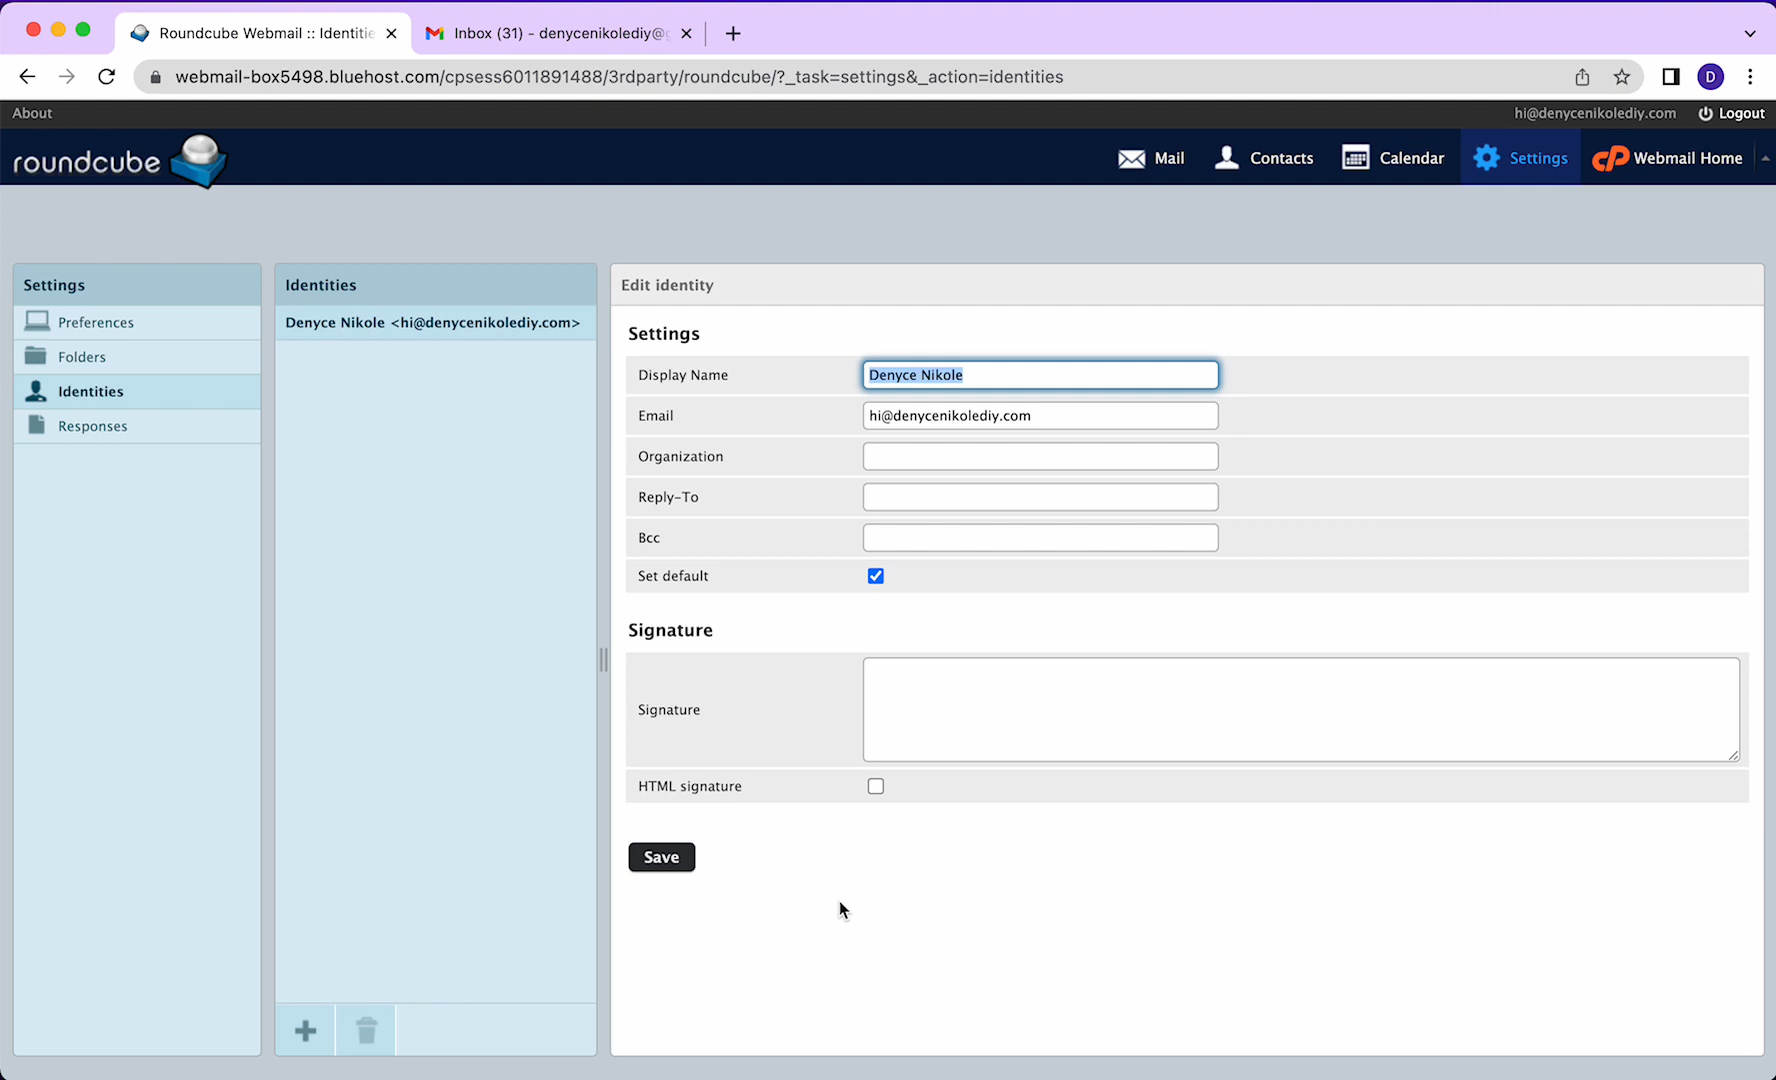 Roundcube Webmail :: Identitie
Inbox (31) - denycenikolediy@g
webmail-box5498.bluehost.com/cpsess6011891488/3rdparty/roundcube/?_task=settings&_action=identities
D
About
hi@denycenikolediy.com
Logout
roundcube
Mail
Contacts
Calendar
Settings
cP Webmail Home
Settings
Preferences
Folders
Identities
Responses
Identities
Denyce Nikole <hi@denycenikolediy.com>
Edit identity
Settings
Display Name
Denyce Nikole
Email
hi@denycenikolediy.com
Organization
Reply-To
Bcc
Set default
Signature
Signature
HTML signature
Save